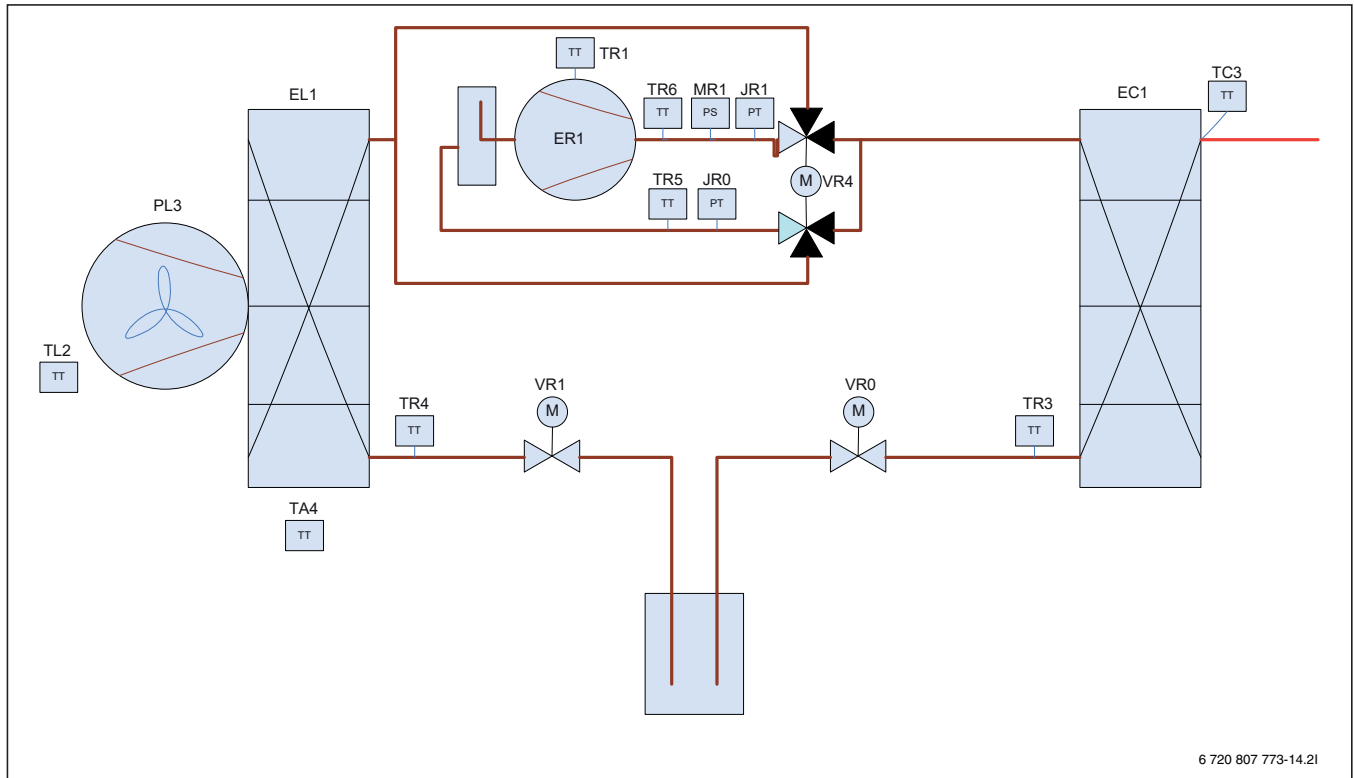 TT TR1
EL1
TR6 MR1 JR1
TT PS PT
ER1
TC3
TT
EC1
M VR4
TR5 JR0
TT PT
PL3
TL2
TT
VR1
M
VR0
M
TR4
TT
TR3
TT
TA4
TT
6 720 807 773-14.2I